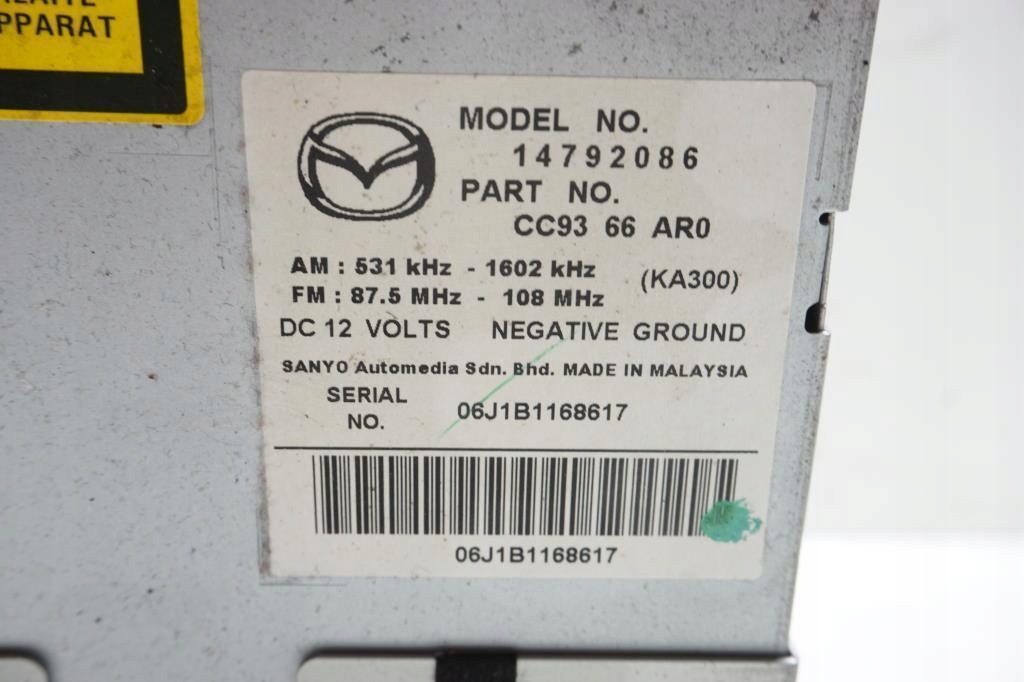 APPARAT
MODEL NO.
14792086
PART NO.
CC93 66 AR0
AM : 531 kHz - 1602 kHz (KA300)
FM : 87.5 MHz - 108 MHz
DC 12 VOLTS NEGATIVE GROUND
SANYO Automedia Sdn. Bhd. MADE IN MALAYSIA
SERIAL
NO. 06J1B1168617
06J1B1168617